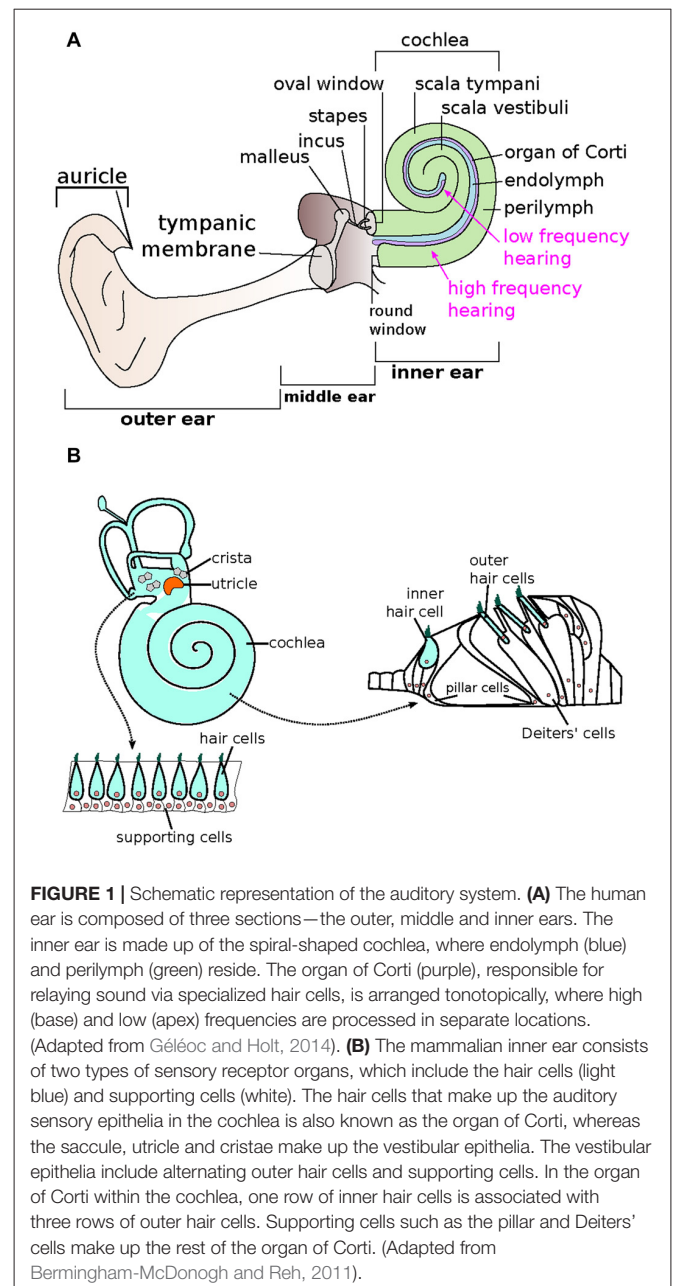 A
cochlea
oval window
scala tympani
scala vestibuli
stapes
incus
malleus
organ of Corti
auricle
endolymph
tympanic
membrane
perilymph
low frequency
hearing
high frequency
hearing
round
window
inner ear
middle ear
outer ear
B
crista
utricle
cochlea
outer
hair cells
inner
hair cell
pillar cells
Deiters' cells
hair cells
supporting cells
FIGURE 1 | Schematic representation of the auditory system. (A) The human
ear is composed of three sections—the outer, middle and inner ears. The
inner ear is made up of the spiral-shaped cochlea, where endolymph (blue)
and perilymph (green) reside. The organ of Corti (purple), responsible for
relaying sound via specialized hair cells, is arranged tonotopically, where high
(base) and low (apex) frequencies are processed in separate locations.
(Adapted from Géléoc and Holt, 2014). (B) The mammalian inner ear consists
of two types of sensory receptor organs, which include the hair cells (light
blue) and supporting cells (white). The hair cells that make up the auditory
sensory epithelia in the cochlea is also known as the organ of Corti, whereas
the saccule, utricle and cristae make up the vestibular epithelia. The vestibular
epithelia include alternating outer hair cells and supporting cells. In the organ
of Corti within the cochlea, one row of inner hair cells is associated with
three rows of outer hair cells. Supporting cells such as the pillar and Deiters'
cells make up the rest of the organ of Corti. (Adapted from
Bermingham-McDonogh and Reh, 2011).